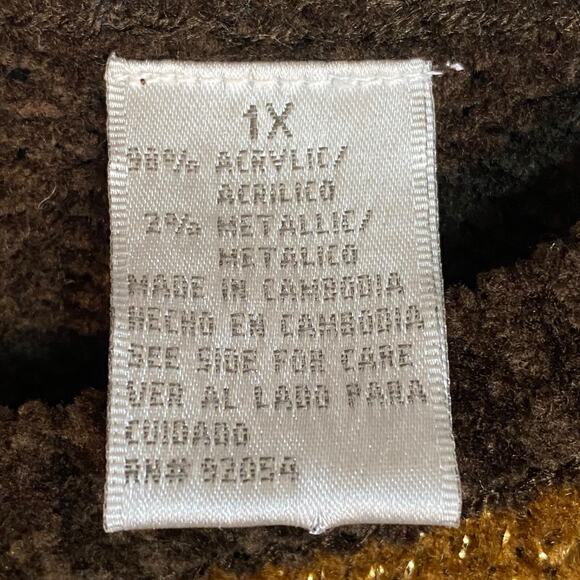 1X
98% ACRYLIC/
ACRILICO
2% METALLIC/
METALICO
MADE IN CAMBODIA
HECHO EN CAMBODIA
SEE SIDE FOR CARE
VER AL LADO PARA
CUIDADO
RN# 92054